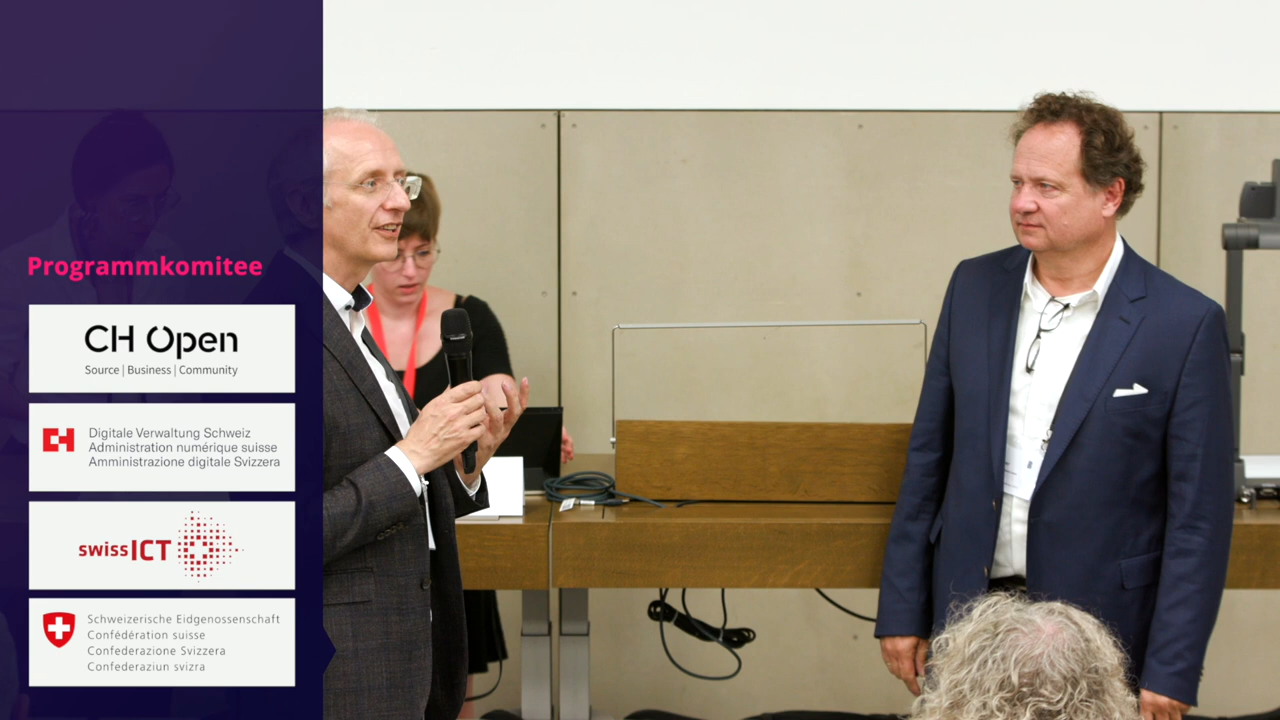 Programmkomitee
CH Open
Source | Business | Community
Digitale Verwaltung Schweiz
Administration numérique suisse
Amministrazione digitale Svizzera
swissICT
Schweizerische Eidgenossenschaft
Confédération suisse
Confederazione Svizzera
Confederaziun svizra